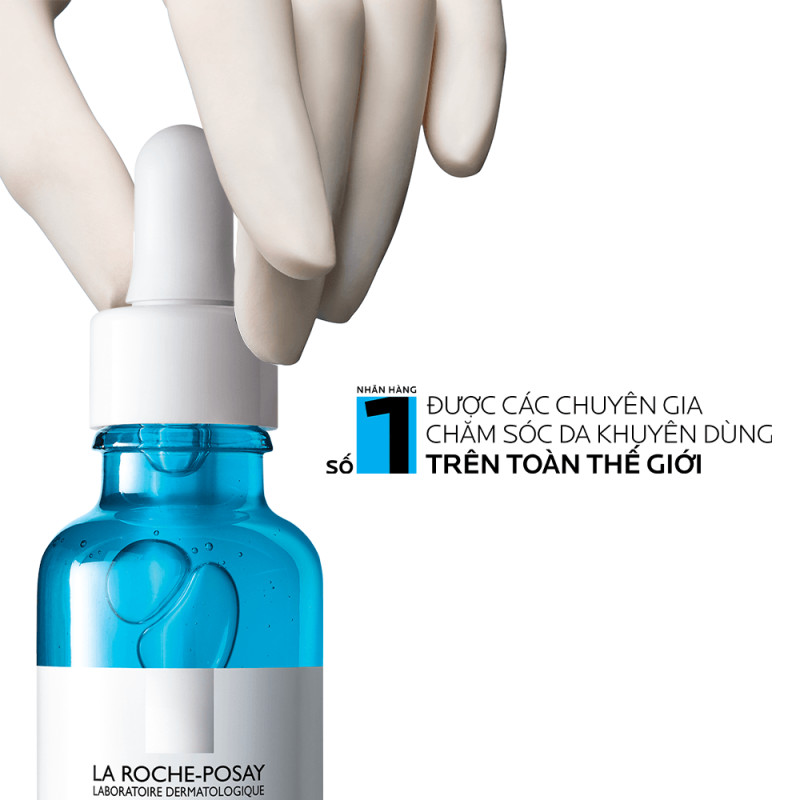 NHÃN HÀNG
SỐ 1 ĐƯỢC CÁC CHUYÊN GIA
CHĂM SÓC DA KHUYÊN DÙNG
TRÊN TOÀN THẾ GIỚI
LA ROCHE-POSAY
LABORATOIRE DERMATOLOGIQUE